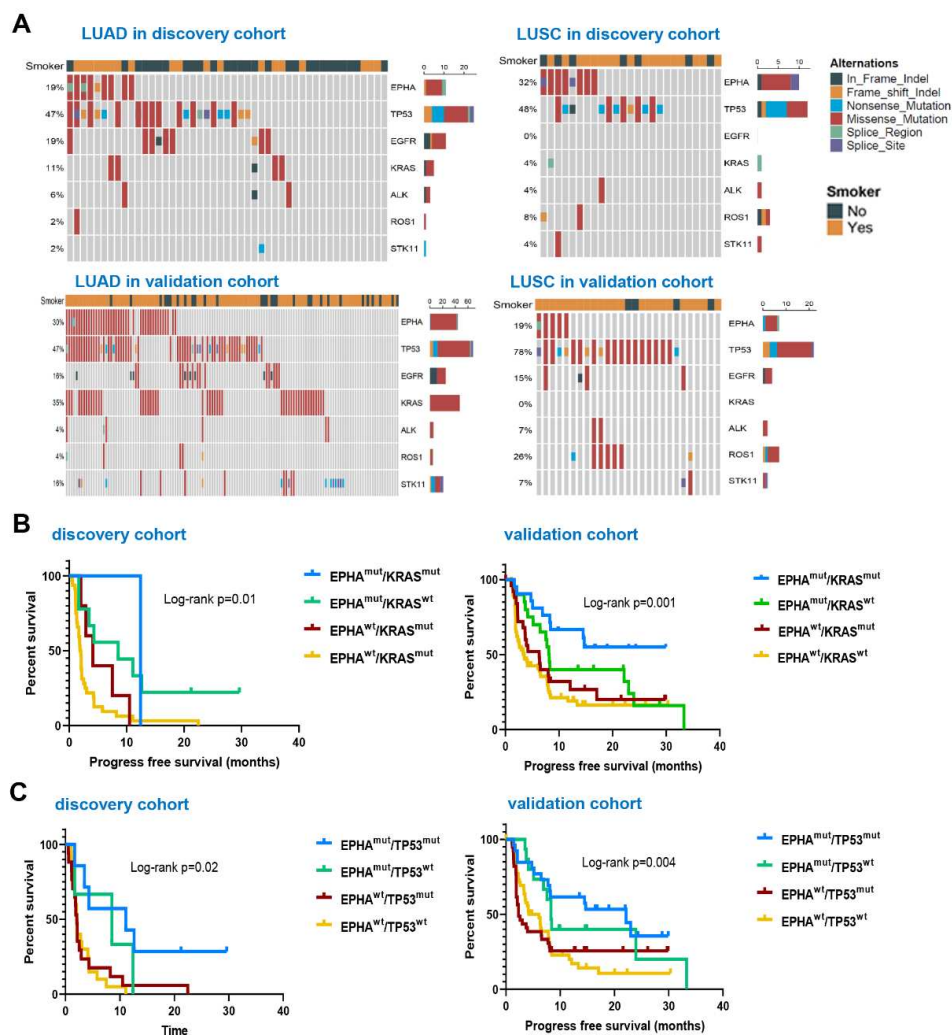 A
LUAD in discovery cohort
LUSC in discovery cohort
Smoker
0 10 20
19% EPHA
47% TP53
19% EGFR
11% KRAS
6% ALK
2% ROS1
2% STK11
Smoker
0 5 10
32% EPHA
48% TP53
0% EGFR
4% KRAS
4% ALK
8% ROS1
4% STK11
Alternations
In_Frame_Indel
Frame_shift_Indel
Nonsense_Mutation
Missense_Mutation
Splice_Region
Splice_Site
Smoker
No
Yes
LUAD in validation cohort
LUSC in validation cohort
Smoker
0 20 40 60
EPHA
47% TP53
EGFR
35% KRAS
4% ALK
4% ROS1
16% STK11
Smoker
0 10 20
19% EPHA
78% TP53
15% EGFR
0% KRAS
7% ALK
26% ROS1
7% STK11
B
discovery cohort
validation cohort
Percent survival
100
50
0
0 10 20 30 40
Progress free survival (months)
Log-rank p=0.01
EPHAmut/KRASmut
EPHAmut/KRASwt
EPHAwt/KRASmut
EPHAwt/KRASmut
Percent survival
100
50
0
0 10 20 30 40
Progress free survival (months)
Log-rank p=0.001
EPHAmut/KRASmut
EPHAmut/KRASwt
EPHAwt/KRASmut
EPHAwt/KRASwt
C
discovery cohort
validation cohort
Percent survival
100
50
0
0 10 20 30 40
Time
Log-rank p=0.02
EPHAmut/TP53mut
EPHAmut/TP53wt
EPHAwt/TP53mut
EPHAwt/TP53wt
Percent survival
100
50
0
0 10 20 30 40
Progress free survival (months)
Log-rank p=0.004
EPHAmut/TP53mut
EPHAmut/TP53wt
EPHAwt/TP53mut
EPHAwt/TP53wt